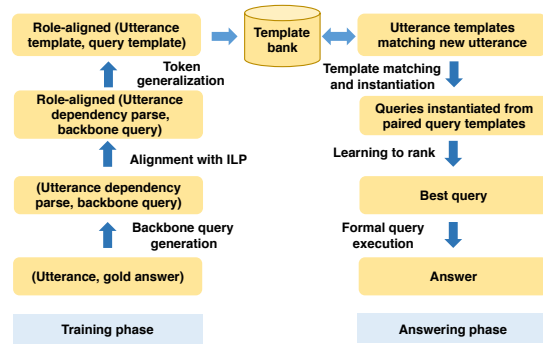 Role-aligned (Utterance
template, query template)
Token
generalization
Role-aligned (Utterance
dependency parse,
backbone query)
Alignment with ILP
(Utterance dependency
parse, backbone query)
Backbone query
generation
(Utterance, gold answer)
Training phase
Template
bank
Utterance templates
matching new utterance
Template matching
and instantiation
Queries instantiated from
paired query templates
Learning to rank
Best query
Formal query
execution
Answer
Answering phase